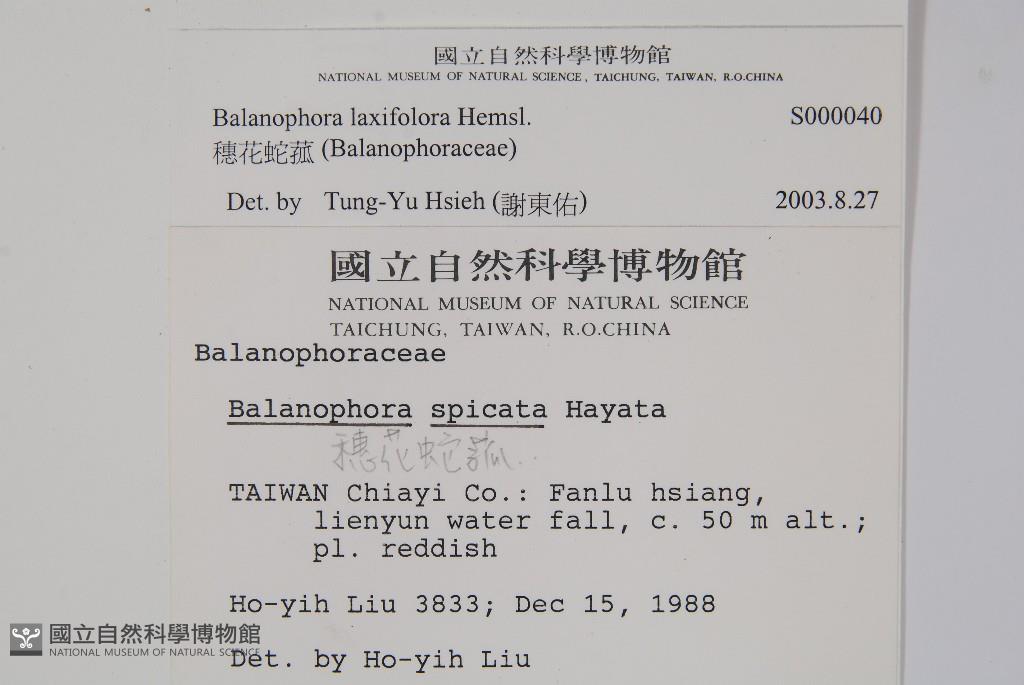 國立自然科學博物館
NATIONAL MUSEUM OF NATURAL SCIENCE, TAICHUNG, TAIWAN, R.O.CHINA
Balanophora laxifolora Hemsl. S000040
穗花蛇菰 (Balanophoraceae)
Det. by Tung-Yu Hsieh (謝東佑) 2003.8.27
國立自然科學博物館
NATIONAL MUSEUM OF NATURAL SCIENCE
TAICHUNG, TAIWAN, R.O.CHINA
Balanophoraceae
Balanophora spicata Hayata
穗花蛇菰..
TAIWAN Chiayi Co.: Fanlu hsiang,
lienyun water fall, c. 50 m alt.;
pl. reddish
Ho-yih Liu 3833; Dec 15, 1988
Det. by Ho-yih Liu
國立自然科學博物館
NATIONAL MUSEUM OF NATURAL SCIENCE